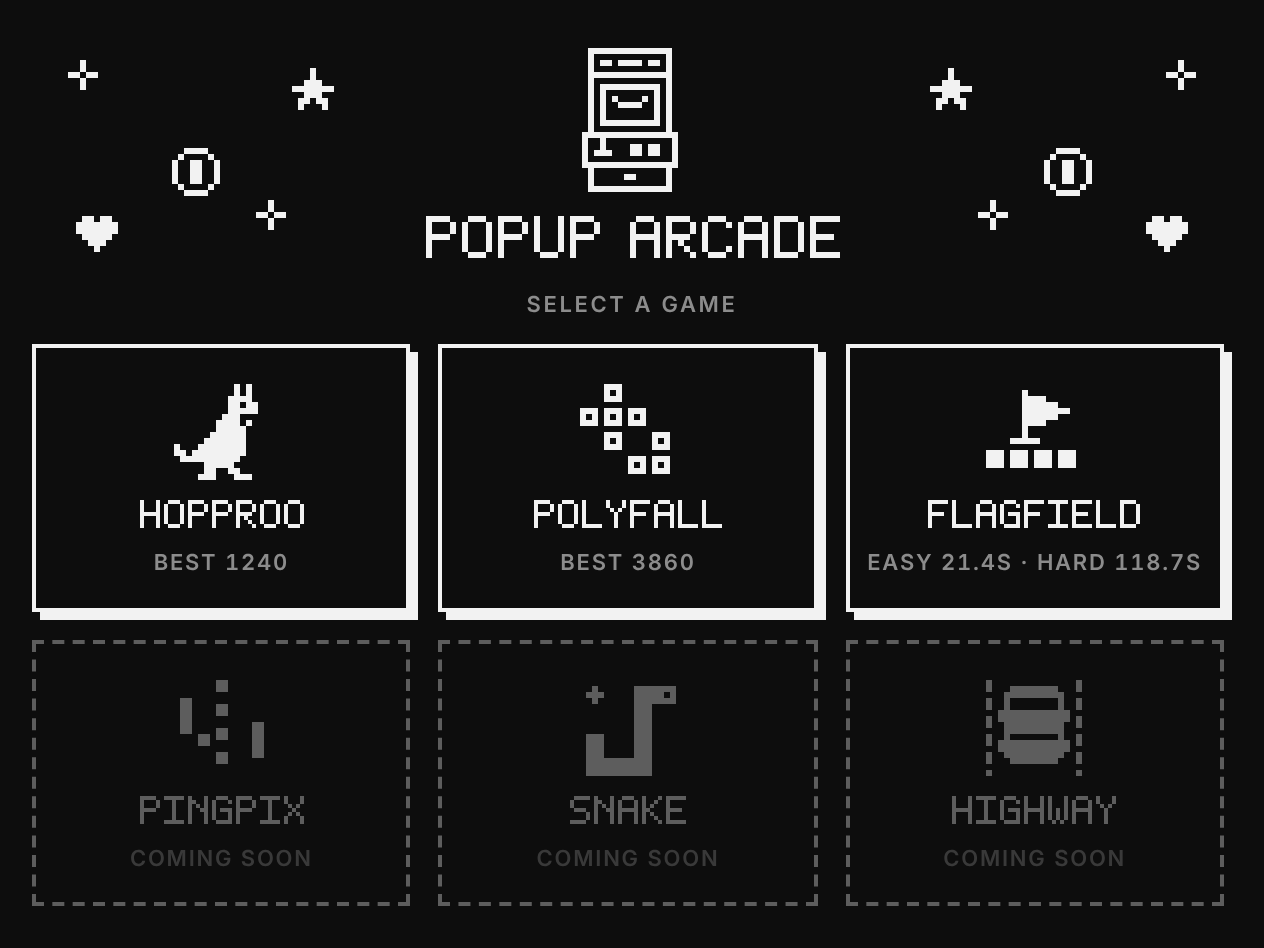 POPUP ARCADE
SELECT A GAME
HOPPROO
BEST 1240
POLYFALL
BEST 3860
FLAGFIELD
EASY 21.4S · HARD 118.7S
PINGPIX
COMING SOON
SNAKE
COMING SOON
HIGHWAY
COMING SOON